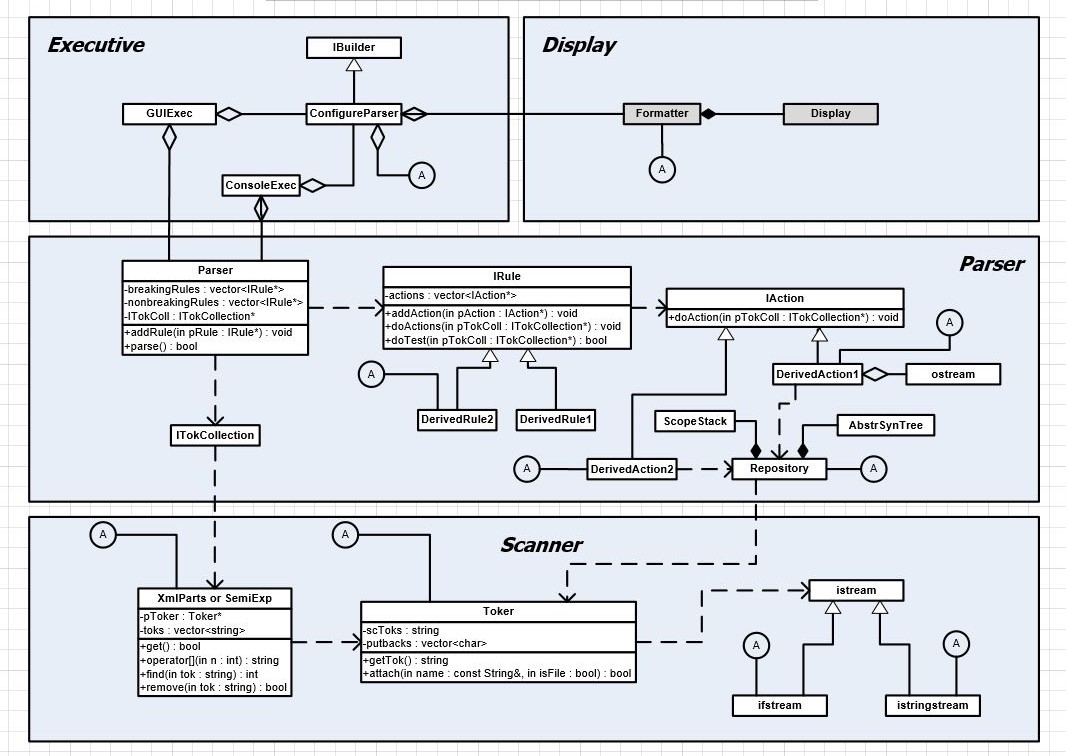 Executive
IBuilder
GUIExec
ConfigureParser
ConsoleExec
A
Display
Formatter
Display
A
Parser
Parser
-breakingRules : vector<IRule*>
-nonbreakingRules : vector<IRule*>
-ITokColl : ITokCollection*
+addRule(in pRule : IRule*) : void
+parse() : bool
IRule
-actions : vector<IAction*>
+addAction(in pAction : IAction*) : void
+doActions(in pTokColl : ITokCollection*) : void
+doTest(in pTokColl : ITokCollection*) : bool
IAction
+doAction(in pTokColl : ITokCollection*) : void
A
A
DerivedAction1
ostream
DerivedRule2
DerivedRule1
ScopeStack
AbstrSynTree
ITokCollection
A
DerivedAction2
Repository
A
Scanner
A
A
XmlParts or SemiExp
-pToker : Toker*
-toks : vector<string>
+get() : bool
+operator[](in n : int) : string
+find(in tok : string) : int
+remove(in tok : string) : bool
Toker
-scToks : string
-putbacks : vector<char>
+getTok() : string
+attach(in name : const String&, in isFile : bool) : bool
istream
A
A
ifstream
istringstream